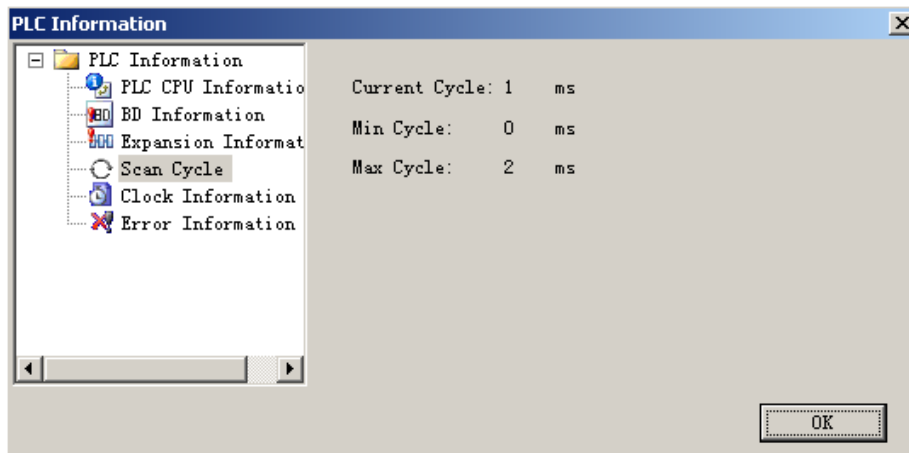 PLC Information
PLC Information
PLC CPU Informatio
BD Information
Expansion Informat
Scan Cycle
Clock Information
Error Information
Current Cycle: 1 ms
Min Cycle: 0 ms
Max Cycle: 2 ms
OK